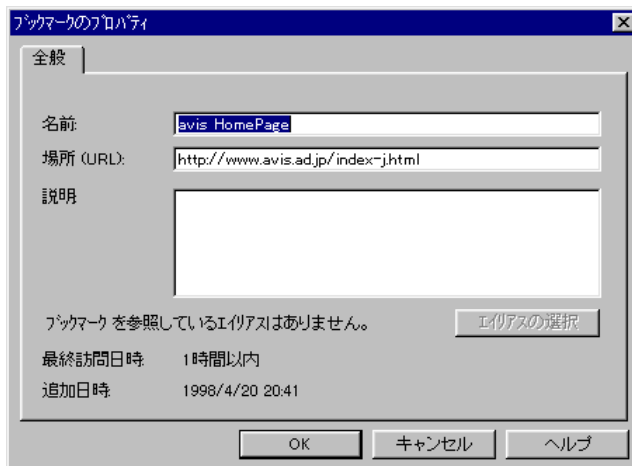 ブックマークのプロパティ
全般
名前:
avis HomePage
場所 (URL):
http://www.avis.ad.jp/index-j.html
説明
ブックマーク を参照しているエイリアスはありません。
エイリアスの選択
最終訪問日時 1時間以内
追加日時 1998/4/20 20:41
OK キャンセル ヘルプ